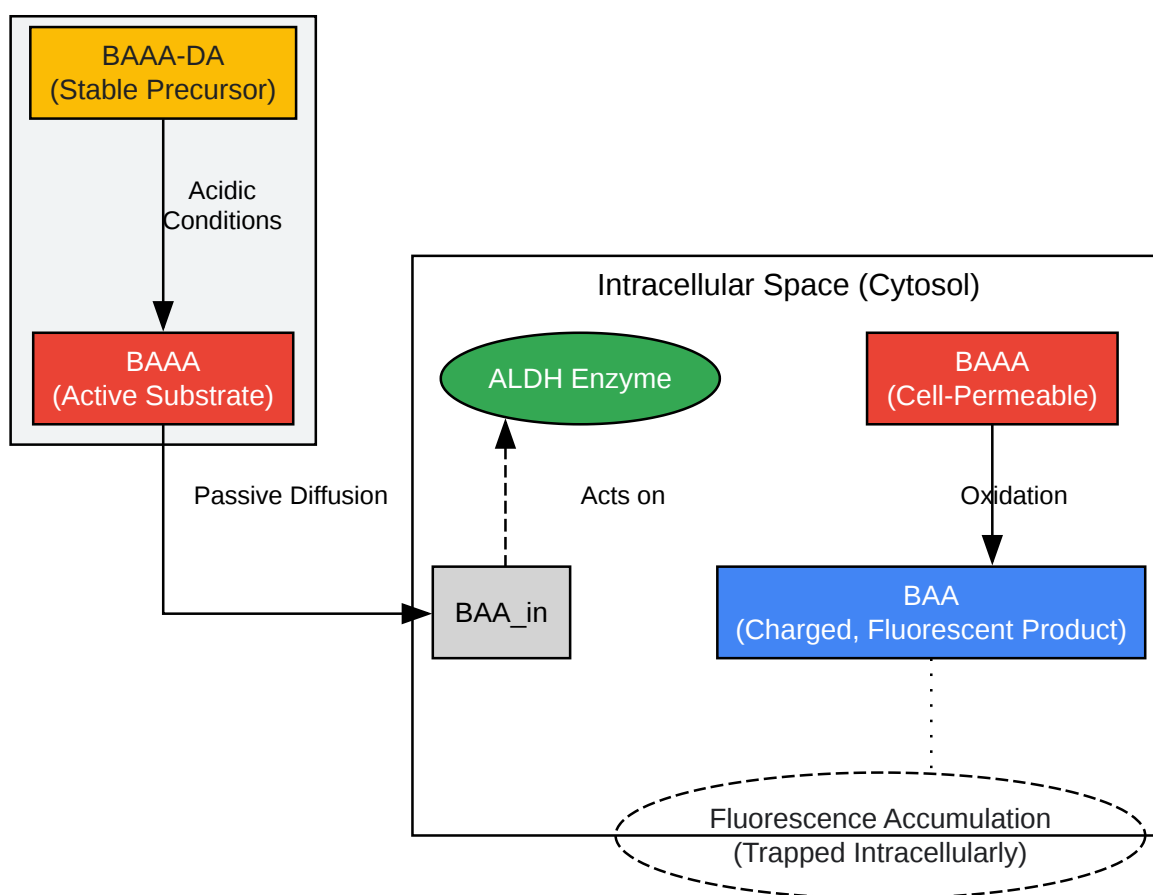 BAAA-DA
(Stable Precursor)
Acidic
Conditions
BAAA
(Active Substrate)
Passive Diffusion
Intracellular Space (Cytosol)
ALDH Enzyme
BAAA
(Cell-Permeable)
Acts on
Oxidation
BAA_in
BAA
(Charged, Fluorescent Product)
Fluorescence Accumulation
(Trapped Intracellularly)